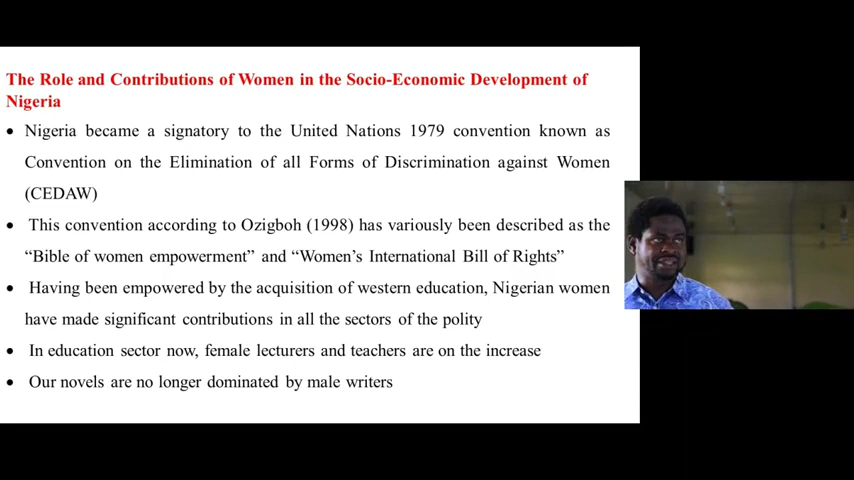 The Role and Contributions of Women in the Socio-Economic Development of
Nigeria
• Nigeria became a signatory to the United Nations 1979 convention known as
Convention on the Elimination of all Forms of Discrimination against Women
(CEDAW)
• This convention according to Ozigboh (1998) has variously been described as the
“Bible of women empowerment” and “Women’s International Bill of Rights”
• Having been empowered by the acquisition of western education, Nigerian women
have made significant contributions in all the sectors of the polity
• In education sector now, female lecturers and teachers are on the increase
• Our novels are no longer dominated by male writers